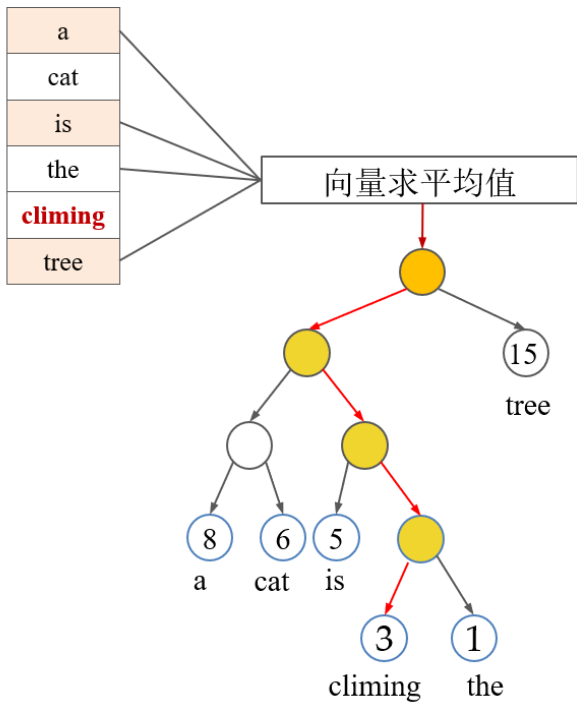 a
cat
is
the
climing
tree
向量求平均值
15
tree
8
6
5
a
cat
is
3
1
climing
the